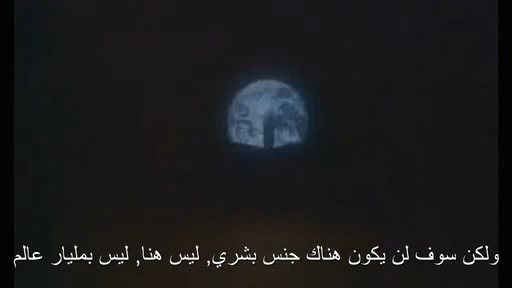 ولكن سوف لن يكون هناك جنس بشري, ليس هنا, ليس بمليار عالم